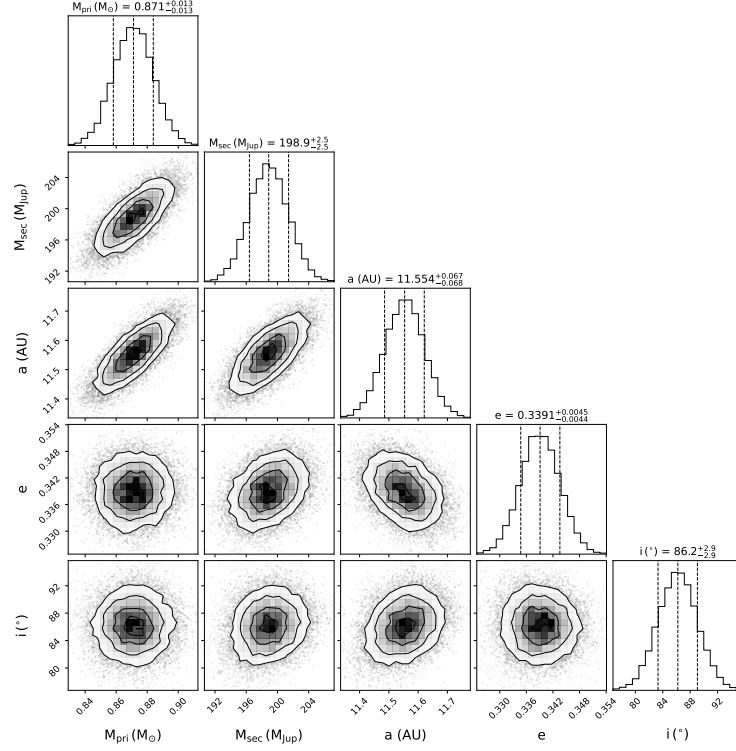 M_pri (M_⊙) = 0.871^{+0.013}_{−0.013}
M_sec (M_Jup) = 198.9^{+2.5}_{−2.5}
204
200
196
192
M_sec (M_Jup)
a (AU) = 11.554^{+0.067}_{−0.068}
11.7
11.6
11.5
11.4
a (AU)
e = 0.3391^{+0.0045}_{−0.0044}
0.354
0.348
0.342
0.336
0.330
e
i (°) = 86.2^{+2.9}_{−2.9}
92
88
84
80
i (°)
0.84 0.86 0.88 0.90 192 196 200 204 11.4 11.5 11.6 11.7 0.330 0.336 0.342 0.348 0.354 80 84 88 92
M_pri (M_⊙) M_sec (M_Jup) a (AU) e i (°)